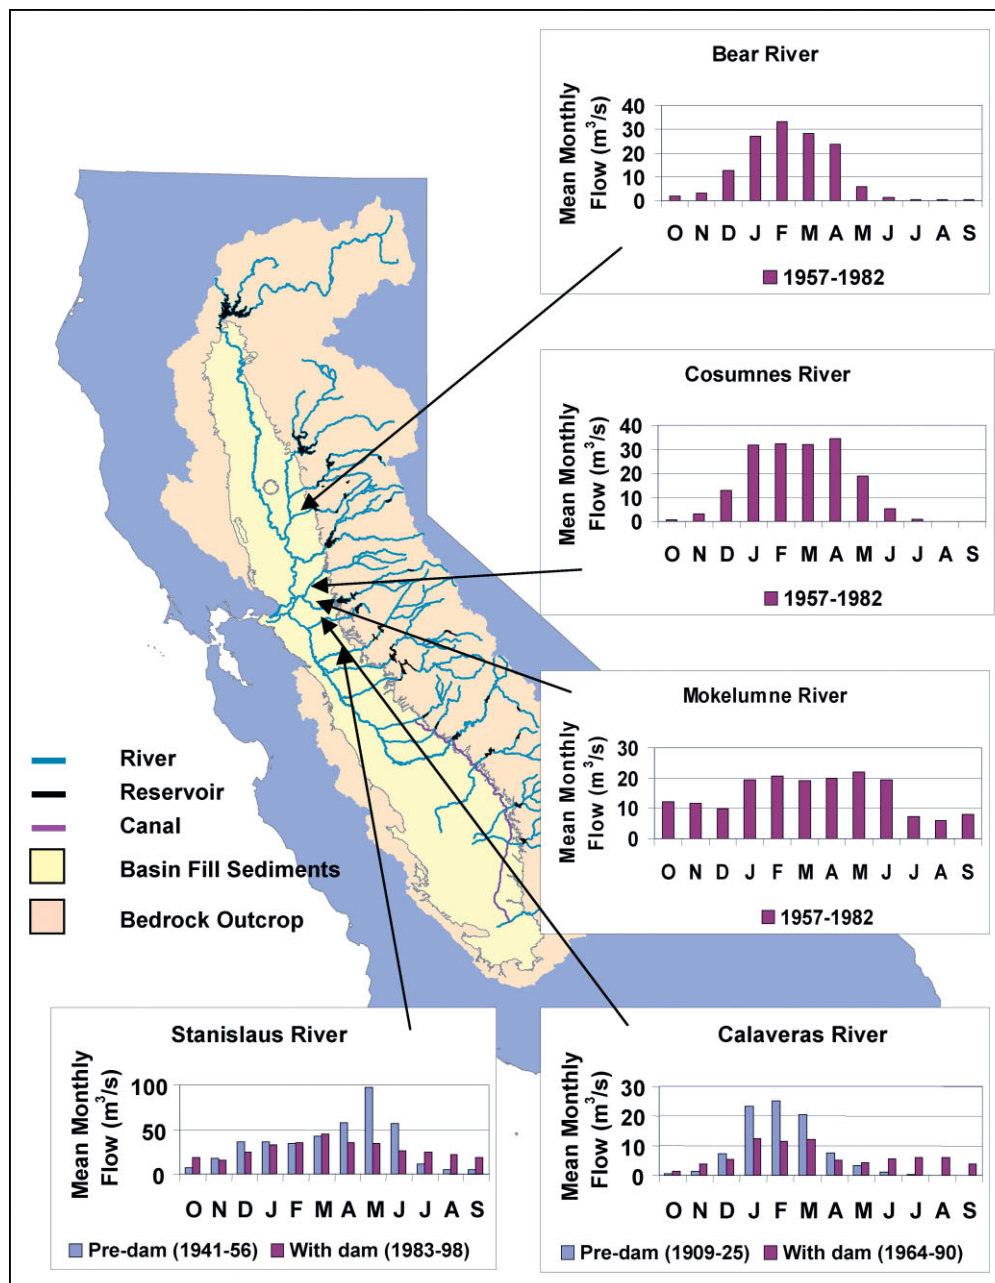 Bear River
Mean Monthly
Flow (m³/s)
40
30
20
10
0
O N D J F M A M J J A S
1957-1982
Cosumnes River
Mean Monthly
Flow (m³/s)
40
30
20
10
0
O N D J F M A M J J A S
1957-1982
Mokelumne River
Mean Monthly
Flow (m³/s)
30
20
10
0
O N D J F M A M J J A S
1957-1982
River
Reservoir
Canal
Basin Fill Sediments
Bedrock Outcrop
Stanislaus River
Mean Monthly
Flow (m³/s)
100
50
0
O N D J F M A M J J A S
Pre-dam (1941-56) With dam (1983-98)
Calaveras River
Mean Monthly
Flow (m³/s)
30
20
10
0
O N D J F M A M J J A S
Pre-dam (1909-25) With dam (1964-90)